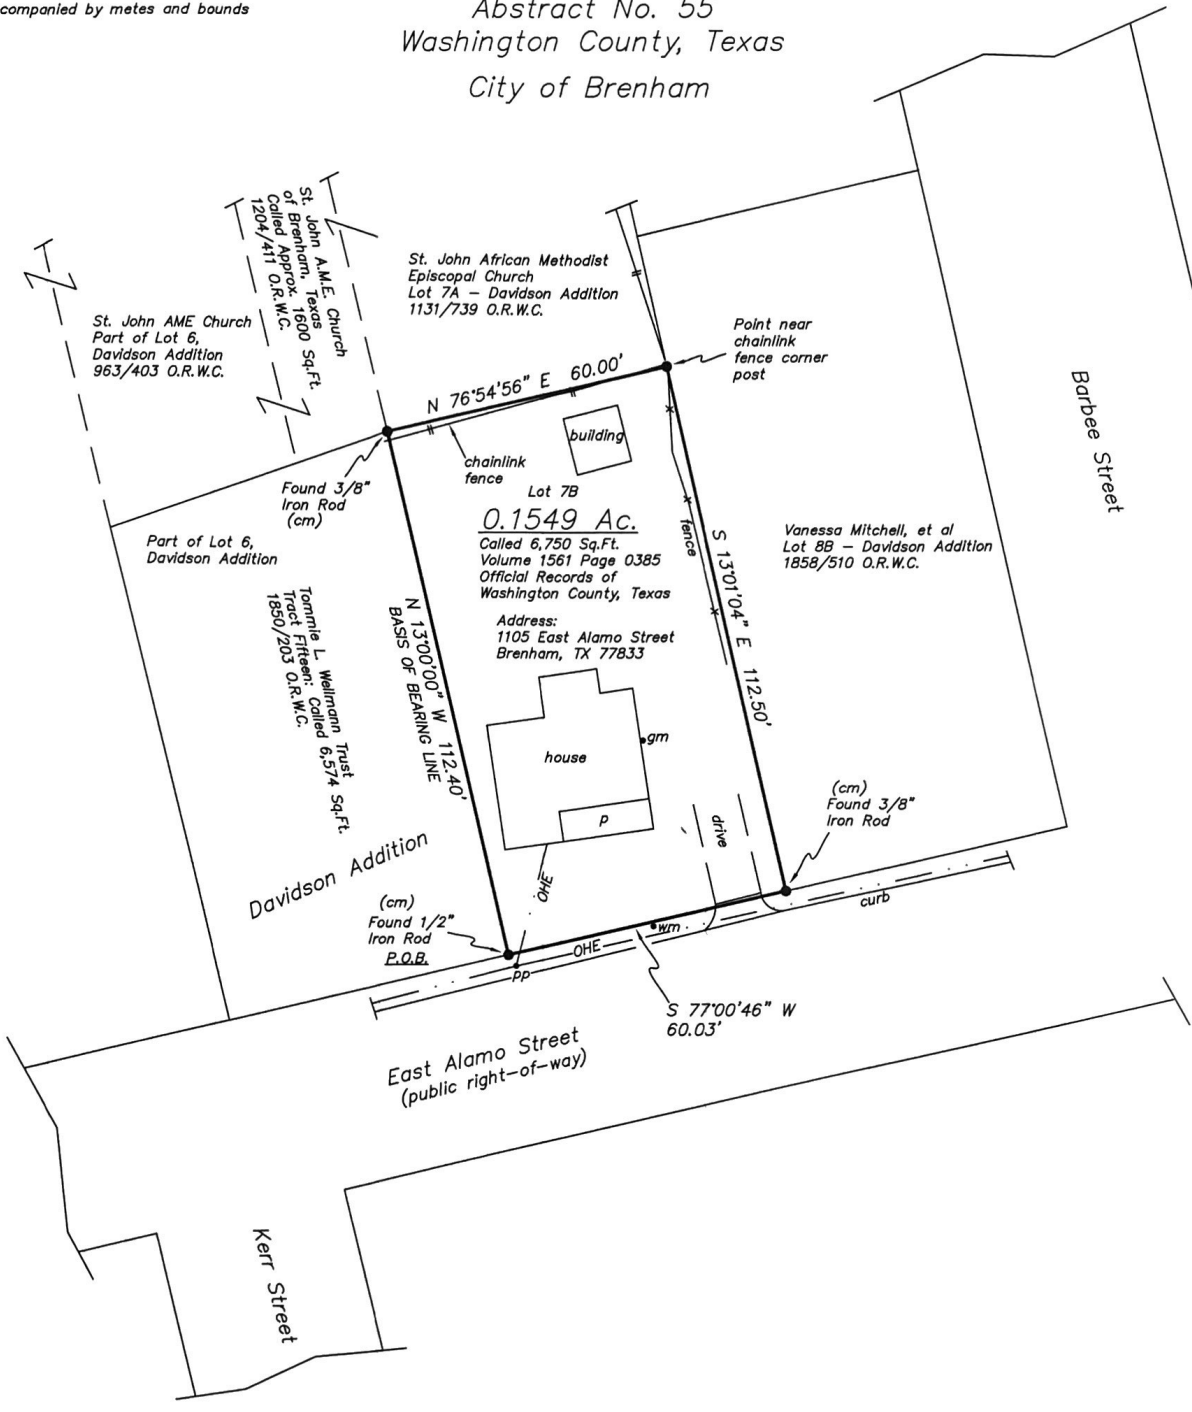 companied by metes and bounds
Abstract No. 55
Washington County, Texas
City of Brenham
St. John A.M.E. Church
of Brenham, Texas
Called Approx. 1600 Sq.Ft.
1204/411 O.R.W.C.
St. John African Methodist
Episcopal Church
Lot 7A – Davidson Addition
1131/739 O.R.W.C.
St. John AME Church
Part of Lot 6,
Davidson Addition
963/403 O.R.W.C.
Point near
chainlink
fence corner
post
N 76°54'56" E 60.00'
Barbee Street
building
chainlink
fence
Found 3/8"
Iron Rod
(cm)
Lot 7B
0.1549 Ac.
Called 6,750 Sq.Ft.
Volume 1561 Page 0385
Official Records of
Washington County, Texas
fence
S 13°01'04" E 112.50'
Vanessa Mitchell, et al
Lot 8B – Davidson Addition
1858/510 O.R.W.C.
Part of Lot 6,
Davidson Addition
Tommie L. Wellmann Trust
Tract Fifteen: Called 6,574 Sq.Ft.
1850/203 O.R.W.C.
N 13°00'00" W 112.40'
BASIS OF BEARING LINE
Address:
1105 East Alamo Street
Brenham, TX 77833
gm
house
p
drive
(cm)
Found 3/8"
Iron Rod
Davidson Addition
OHE
(cm)
Found 1/2"
Iron Rod
P.O.B.
curb
wm
OHE
pp
S 77°00'46" W
60.03'
East Alamo Street
(public right-of-way)
Kerr Street